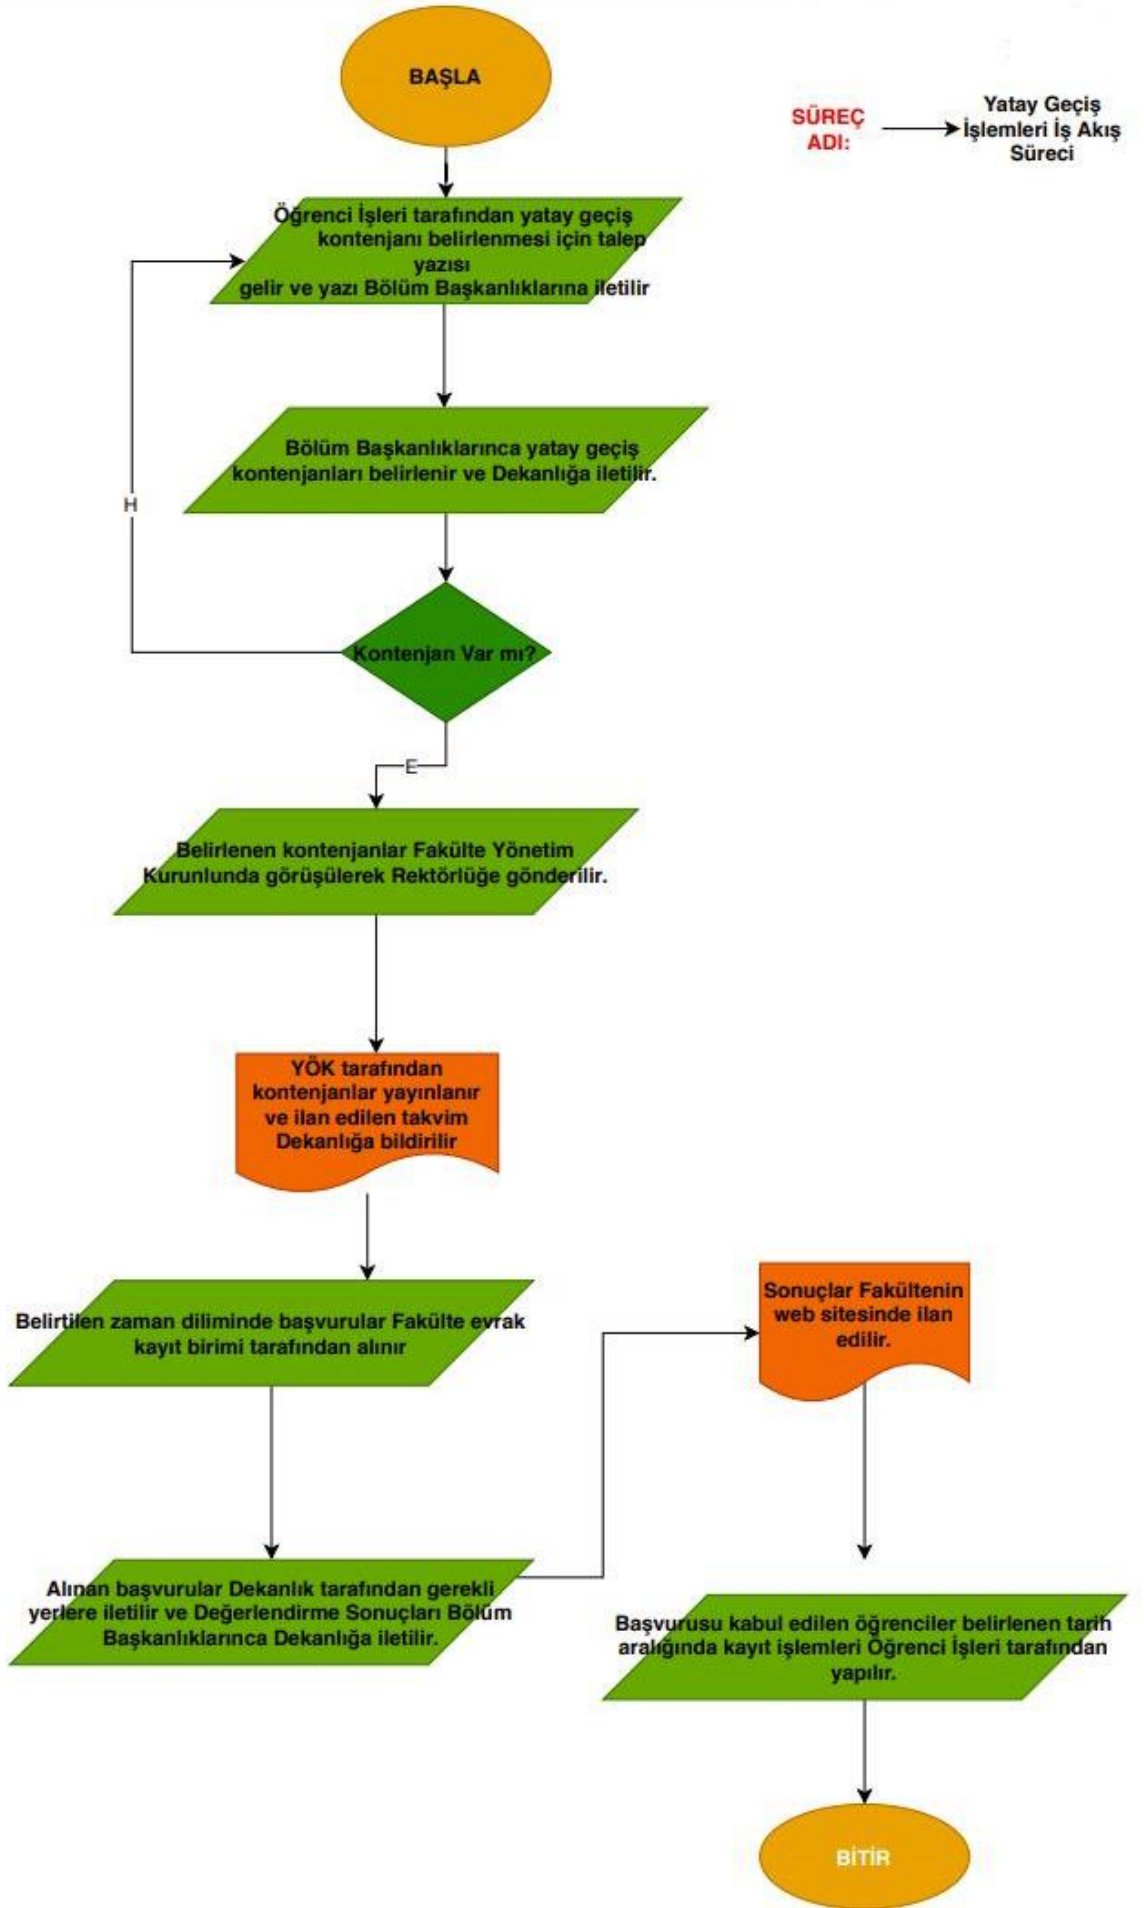 BAŞLA
SÜREÇ
ADI:
Yatay Geçiş
İşlemleri İş Akış
Süreci
Öğrenci İşleri tarafından yatay geçiş
kontenjanı belirlenmesi için talep
yazısı
gelir ve yazı Bölüm Başkanlıklarına iletilir
Bölüm Başkanlıklarınca yatay geçiş
kontenjanları belirlenir ve Dekanlığa iletilir.
H
Kontenjan Var mı?
E
Belirlenen kontenjanlar Fakülte Yönetim
Kurunlunda görüşülerek Rektörlüğe gönderilir.
YÖK tarafından
kontenjanlar yayınlanır
ve ilan edilen takvim
Dekanlığa bildirilir
Belirtilen zaman diliminde başvurular Fakülte evrak
kayıt birimi tarafından alınır
Alınan başvurular Dekanlık tarafından gerekli
yerlere iletilir ve Değerlendirme Sonuçları Bölüm
Başkanlıklarınca Dekanlığa iletilir.
Sonuçlar Fakültenin
web sitesinde ilan
edilir.
Başvurusu kabul edilen öğrenciler belirlenen tarih
aralığında kayıt işlemleri Öğrenci İşleri tarafından
yapılır.
BİTİR